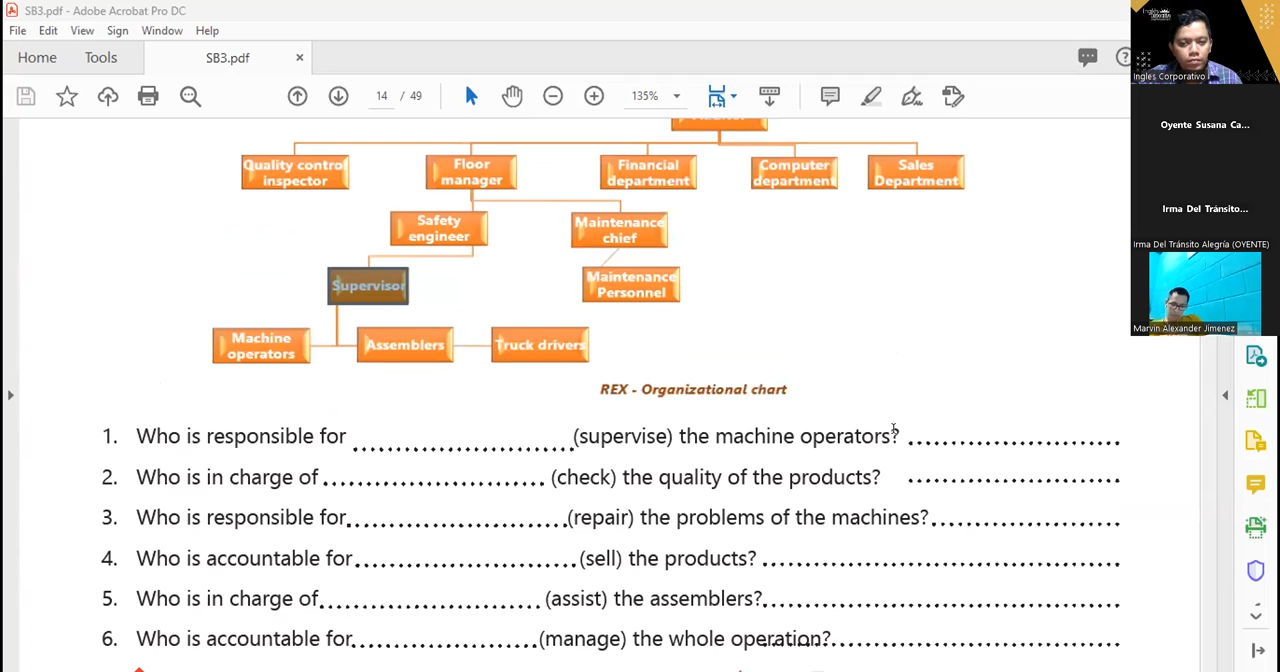 SB3.pdf - Adobe Acrobat Pro DC
File Edit View Sign Window Help
Home Tools SB3.pdf ×
14 / 49 135%
Quality control inspector
Floor manager
Financial department
Computer department
Sales Department
Safety engineer
Maintenance chief
Supervisor
Maintenance Personnel
Machine operators
Assemblers
Truck drivers
REX - Organizational chart
1. Who is responsible for ........................... (supervise) the machine operators? ..........................
2. Who is in charge of ........................... (check) the quality of the products? ..........................
3. Who is responsible for........................... (repair) the problems of the machines? .......................
4. Who is accountable for........................... (sell) the products? ............................................
5. Who is in charge of........................... (assist) the assemblers?............................................
6. Who is accountable for....................... (manage) the whole operation?....................................
Ingles Corporativo
Oyente Susana Ca...
Irma Del Tránsito...
Irma Del Tránsito Alegría (OYENTE)
Marvin Alexander Jimenez